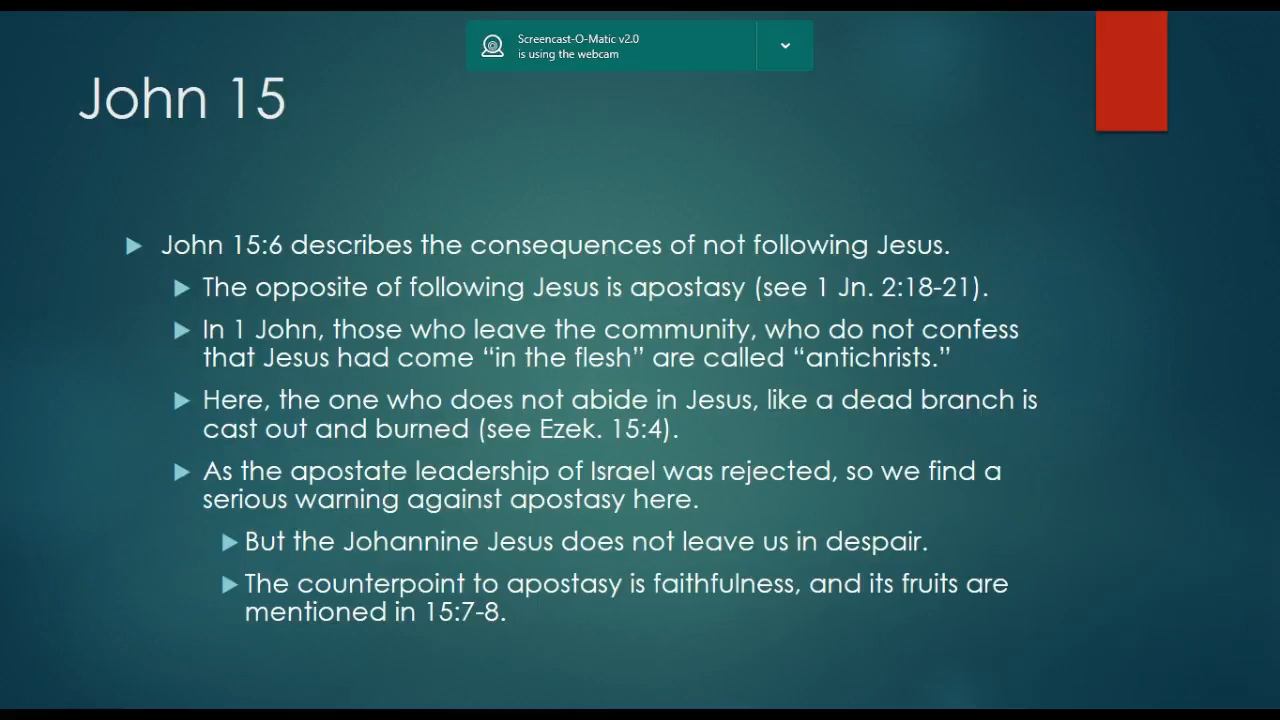 Screencast-O-Matic v2.0
is using the webcam
John 15
John 15:6 describes the consequences of not following Jesus.
The opposite of following Jesus is apostasy (see 1 Jn. 2:18-21).
In 1 John, those who leave the community, who do not confess
that Jesus had come “in the flesh” are called “antichrists.”
Here, the one who does not abide in Jesus, like a dead branch is
cast out and burned (see Ezek. 15:4).
As the apostate leadership of Israel was rejected, so we find a
serious warning against apostasy here.
But the Johannine Jesus does not leave us in despair.
The counterpoint to apostasy is faithfulness, and its fruits are
mentioned in 15:7-8.